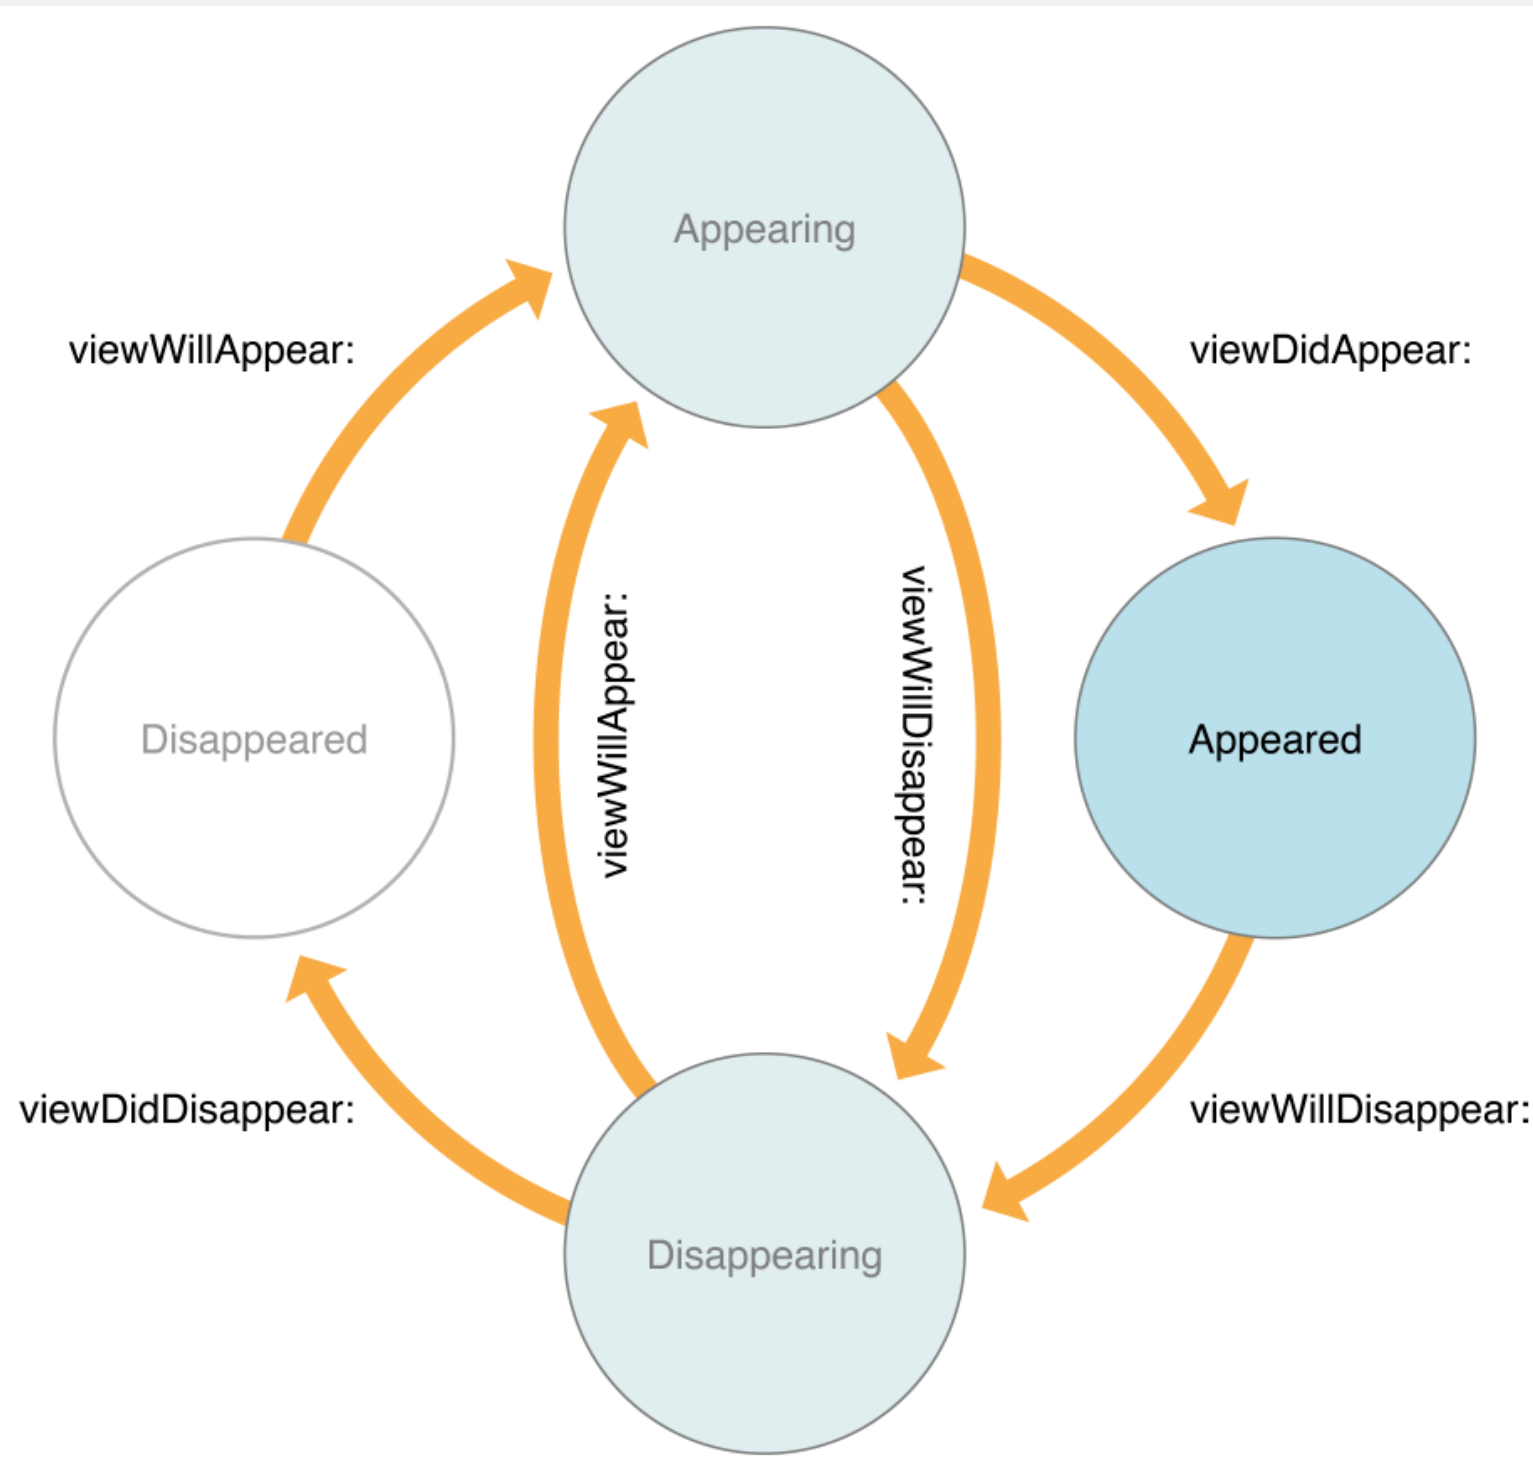 Appearing
viewWillAppear:
viewDidAppear:
viewWillAppear:
viewWillDisappear:
Disappeared
Appeared
viewDidDisappear:
viewWillDisappear:
Disappearing